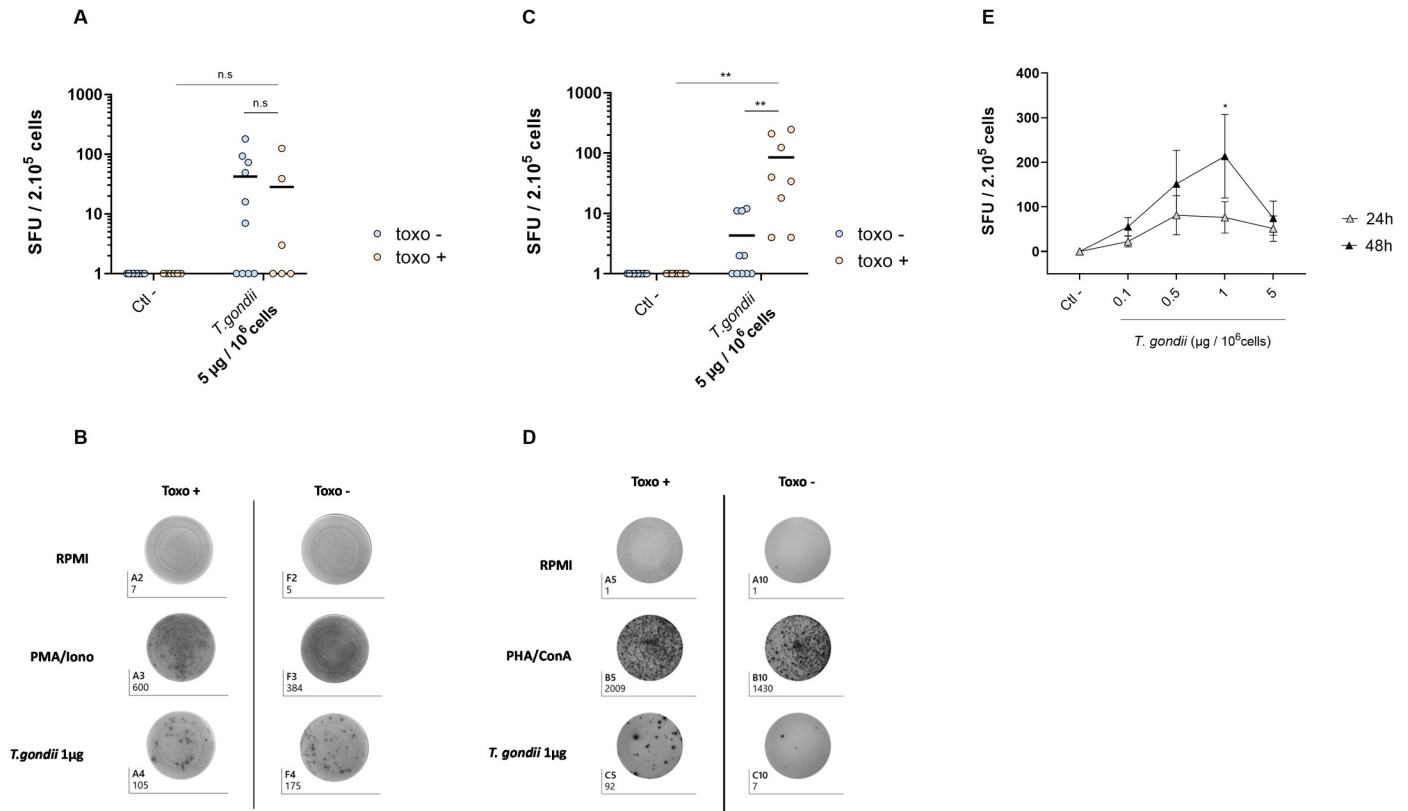 A
n.s
n.s
SFU / 2.10⁵ cells
1000
100
10
1
Ctl -
T.gondii
5 µg / 10⁶cells
toxo -
toxo +
C
**
**
SFU / 2.10⁵ cells
1000
100
10
1
Ctl -
T.gondii
5 µg / 10⁶cells
toxo -
toxo +
E
*
SFU / 2.10⁵ cells
400
300
200
100
0
Ctl -
0.1
0.5
1
5
T. gondii (µg / 10⁶cells)
24h
48h
B
Toxo +
Toxo -
RPMI
A2
7
F2
5
PMA/Iono
A3
600
F3
384
T.gondii 1µg
A4
105
F4
175
D
Toxo +
Toxo -
RPMI
A5
1
A10
1
PHA/ConA
B5
2009
B10
1430
T. gondii 1µg
C5
92
C10
7